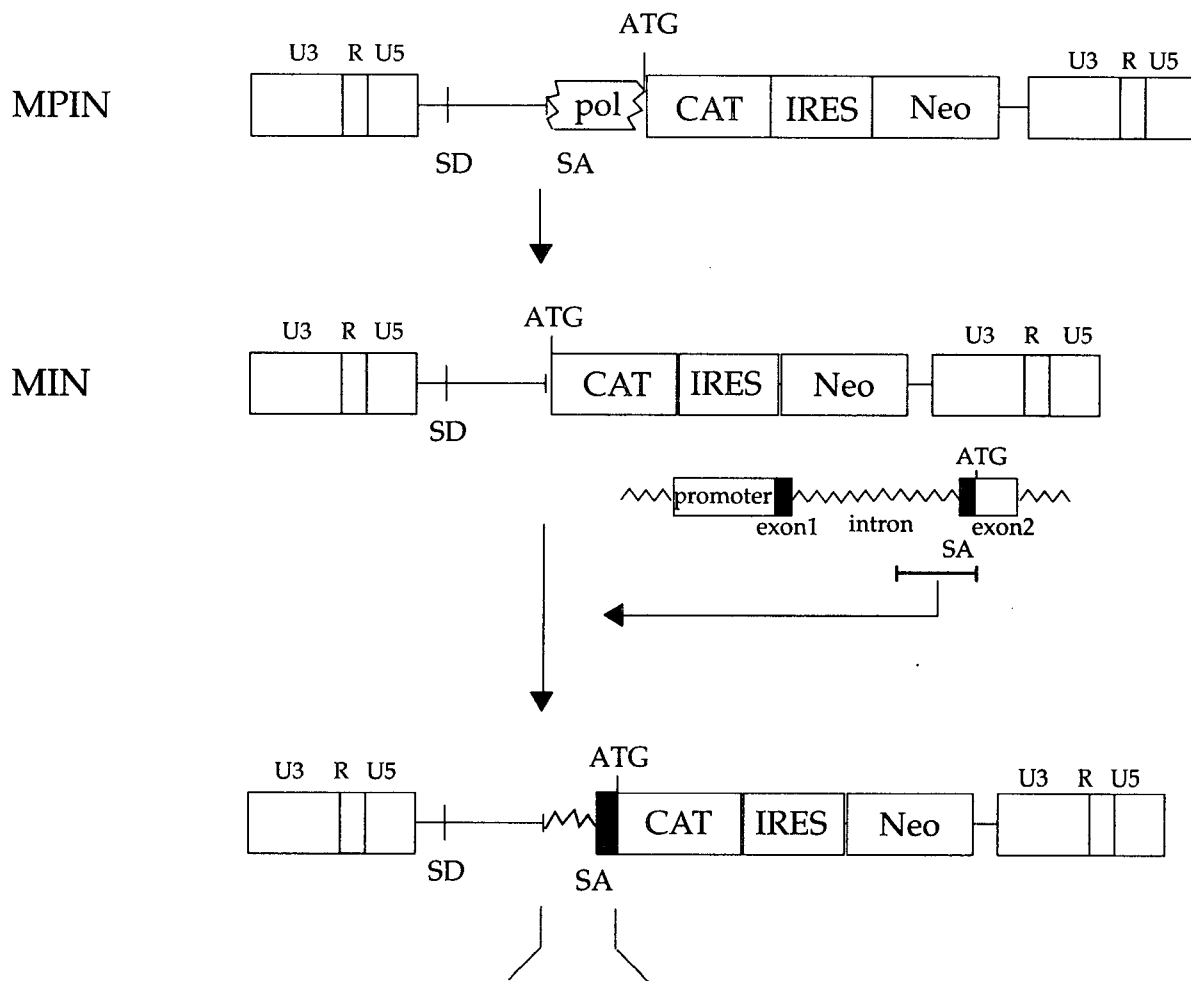 ATG
U3 R U5 U3 R U5
MPIN pol CAT IRES Neo
SD SA
ATG
U3 R U5 U3 R U5
MIN CAT IRES Neo
SD
ATG
promoter
exon1 intron exon2
SA
ATG
U3 R U5 U3 R U5
CAT IRES Neo
SD SA